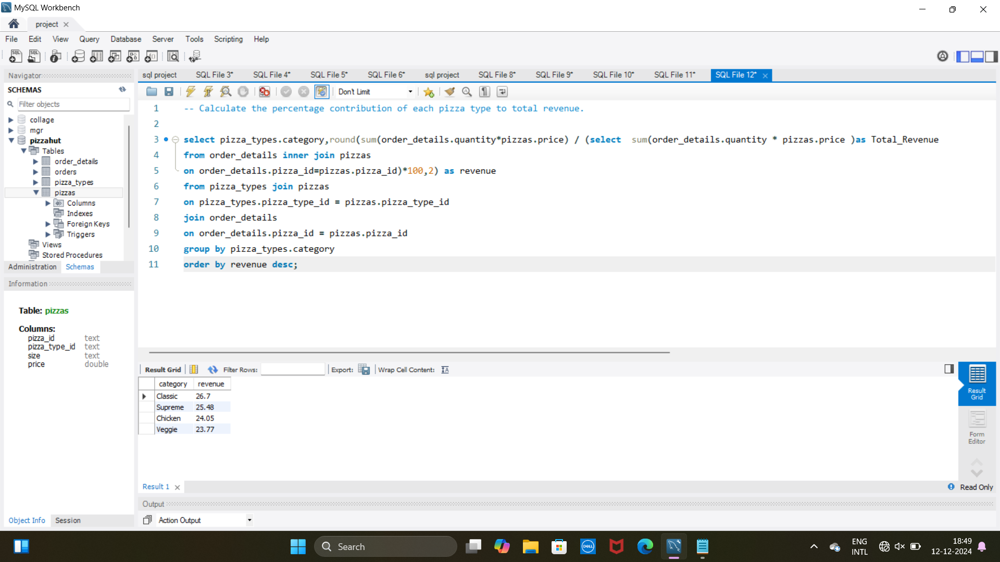 MySQL Workbench
project
File Edit View Query Database Server Tools Scripting Help
Navigator
SCHEMAS
Filter objects
collage
mgr
pizzahut
Tables
order_details
orders
pizza_types
pizzas
Columns
Indexes
Foreign Keys
Triggers
Views
Stored Procedures
Administration Schemas
Information
Table: pizzas
Columns:
pizza_id text
pizza_type_id text
size text
price double
Object Info Session
sql project SQL File 3* SQL File 4* SQL File 5* SQL File 6* sql project SQL File 8* SQL File 9* SQL File 10* SQL File 11* SQL File 12*
Don't Limit
1 -- Calculate the percentage contribution of each pizza type to total revenue.
2
3 select pizza_types.category,round(sum(order_details.quantity*pizzas.price) / (select  sum(order_details.quantity * pizzas.price )as Total_Revenue
4 from order_details inner join pizzas
5 on order_details.pizza_id=pizzas.pizza_id)*100,2) as revenue
6 from pizza_types join pizzas
7 on pizza_types.pizza_type_id = pizzas.pizza_type_id
8 join order_details
9 on order_details.pizza_id = pizzas.pizza_id
10 group by pizza_types.category
11 order by revenue desc;
Result Grid Filter Rows: Export: Wrap Cell Content:
category revenue
Classic 26.7
Supreme 25.48
Chicken 24.05
Veggie 23.77
Result
Grid
Form
Editor
Result 1
Read Only
Output
Action Output
Search
DELL
ENG
INTL
18:49
12-12-2024